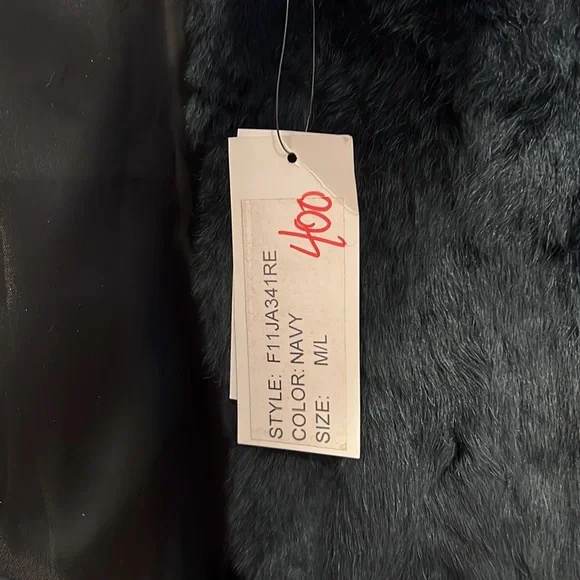 400
STYLE: F11JA341RE
COLOR: NAVY
SIZE: M/L